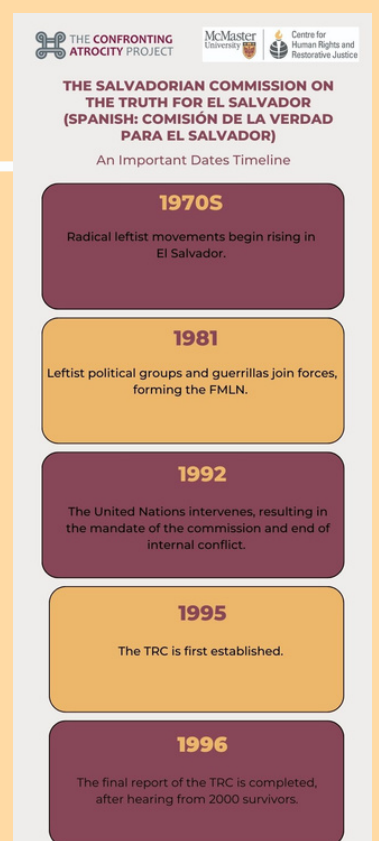 THE CONFRONTING
ATROCITY PROJECT
McMaster
University
Centre for
Human Rights and
Restorative Justice
THE SALVADORIAN COMMISSION ON
THE TRUTH FOR EL SALVADOR
(SPANISH: COMISIÓN DE LA VERDAD
PARA EL SALVADOR)
An Important Dates Timeline
1970S
Radical leftist movements begin rising in
El Salvador.
1981
Leftist political groups and guerrillas join forces,
forming the FMLN.
1992
The United Nations intervenes, resulting in
the mandate of the commission and end of
internal conflict.
1995
The TRC is first established.
1996
The final report of the TRC is completed,
after hearing from 2000 survivors.